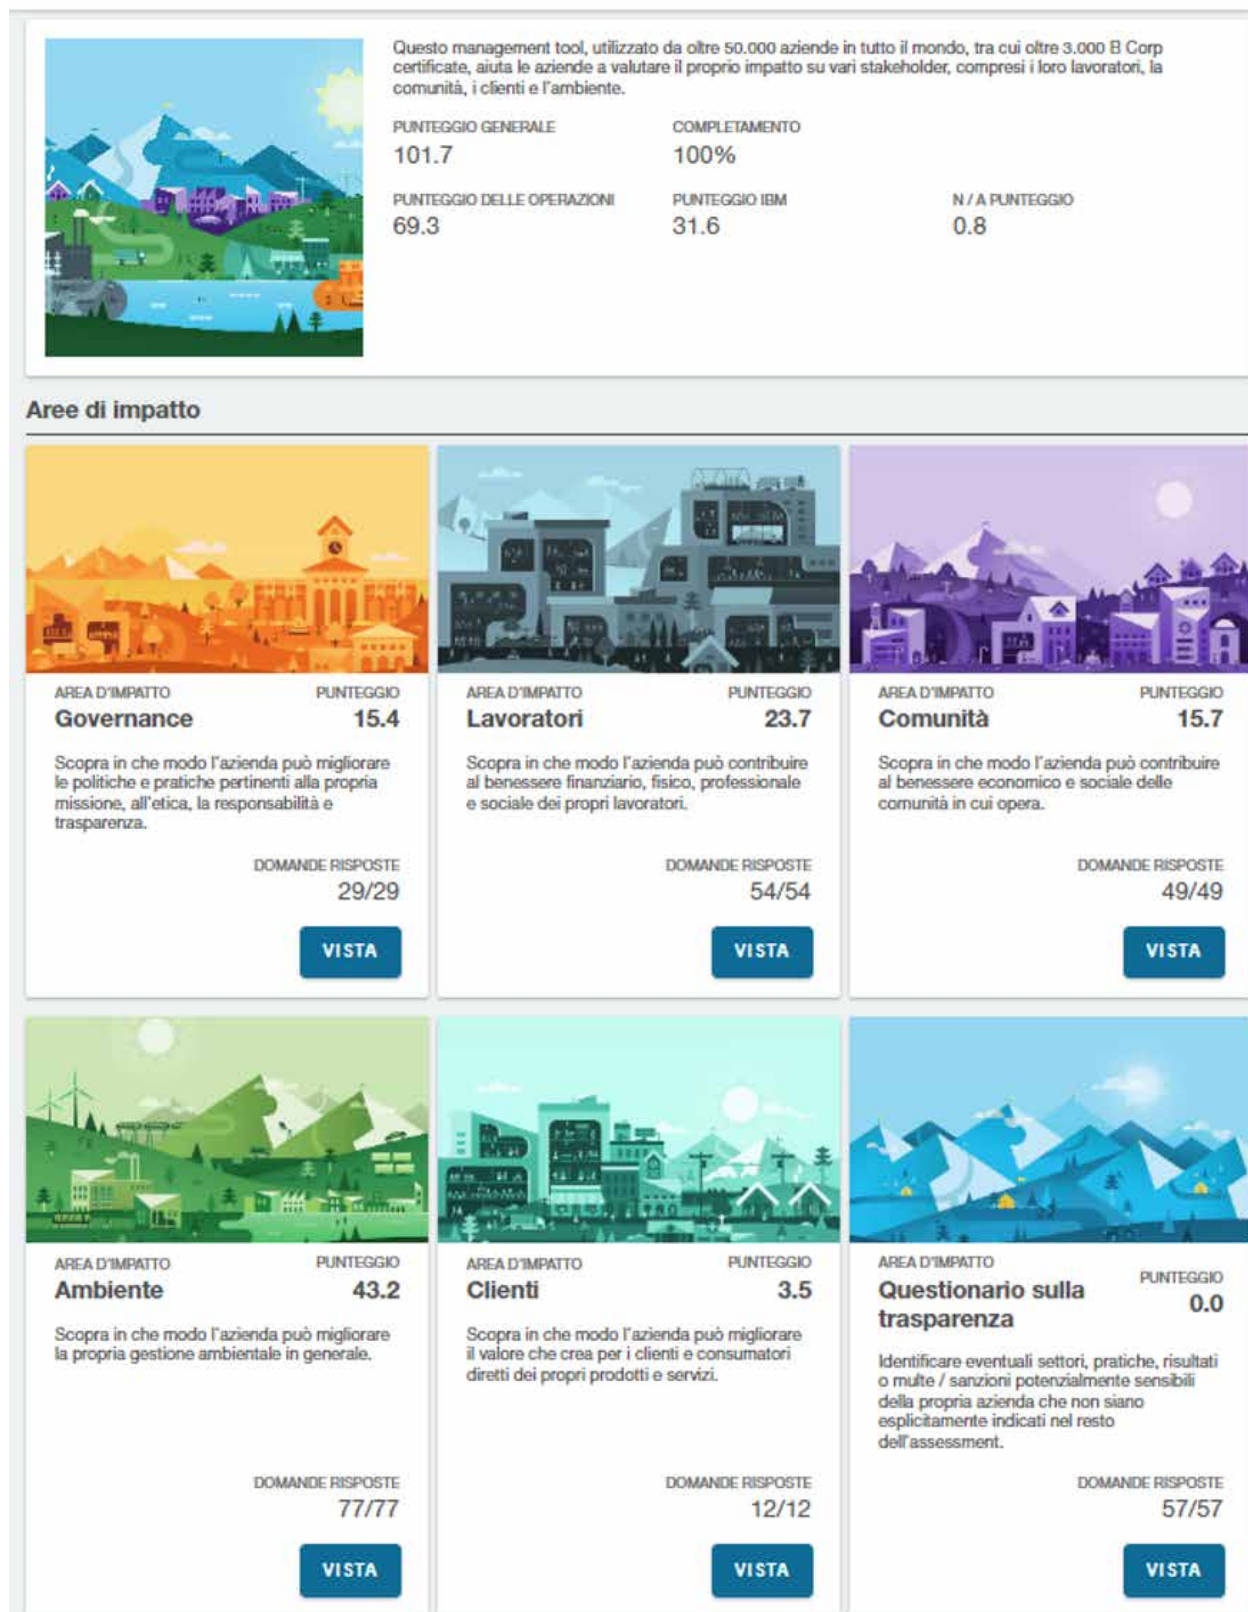 Questo management tool, utilizzato da oltre 50.000 aziende in tutto il mondo, tra cui oltre 3.000 B Corp
certificate, aiuta le aziende a valutare il proprio impatto su vari stakeholder, compresi i loro lavoratori, la
comunità, i clienti e l'ambiente.
PUNTEGGIO GENERALE COMPLETAMENTO
101.7 100%
PUNTEGGIO DELLE OPERAZIONI PUNTEGGIO IBM N / A PUNTEGGIO
69.3 31.6 0.8
Aree di impatto
AREA D'IMPATTO PUNTEGGIO
Governance 15.4
Scopra in che modo l'azienda può migliorare
le politiche e pratiche pertinenti alla propria
missione, all'etica, la responsabilità e
trasparenza.
DOMANDE RISPOSTE
29/29
VISTA
AREA D'IMPATTO PUNTEGGIO
Lavoratori 23.7
Scopra in che modo l'azienda può contribuire
al benessere finanziario, fisico, professionale
e sociale dei propri lavoratori.
DOMANDE RISPOSTE
54/54
VISTA
AREA D'IMPATTO PUNTEGGIO
Comunità 15.7
Scopra in che modo l'azienda può contribuire
al benessere economico e sociale delle
comunità in cui opera.
DOMANDE RISPOSTE
49/49
VISTA
AREA D'IMPATTO PUNTEGGIO
Ambiente 43.2
Scopra in che modo l'azienda può migliorare
la propria gestione ambientale in generale.
DOMANDE RISPOSTE
77/77
VISTA
AREA D'IMPATTO PUNTEGGIO
Clienti 3.5
Scopra in che modo l'azienda può migliorare
il valore che crea per i clienti e consumatori
diretti dei propri prodotti e servizi.
DOMANDE RISPOSTE
12/12
VISTA
AREA D'IMPATTO PUNTEGGIO
Questionario sulla 0.0
trasparenza
Identificare eventuali settori, pratiche, risultati
o multe / sanzioni potenzialmente sensibili
della propria azienda che non siano
esplicitamente indicati nel resto
dell'assessment.
DOMANDE RISPOSTE
57/57
VISTA